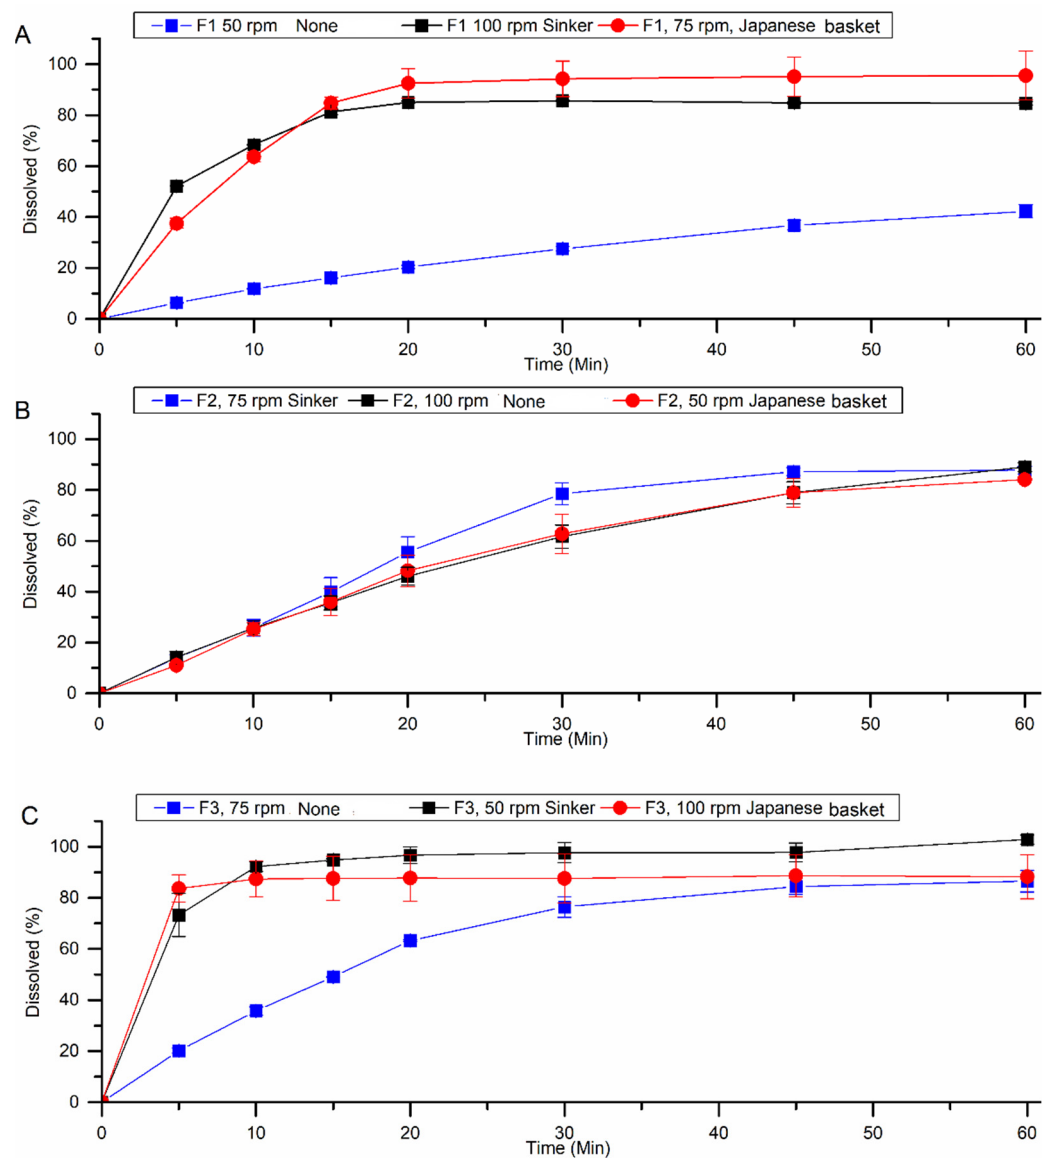 A
F1 50 rpm None F1 100 rpm Sinker F1, 75 rpm, Japanese basket
100
80
60
40
20
0
Dissolved (%)
0 10 20 30 40 50 60
Time (Min)
B
F2, 75 rpm Sinker F2, 100 rpm None F2, 50 rpm Japanese basket
100
80
60
40
20
0
Dissolved (%)
0 10 20 30 40 50 60
Time (Min)
C
F3, 75 rpm None F3, 50 rpm Sinker F3, 100 rpm Japanese basket
100
80
60
40
20
0
Dissolved (%)
0 10 20 30 40 50 60
Time (Min)